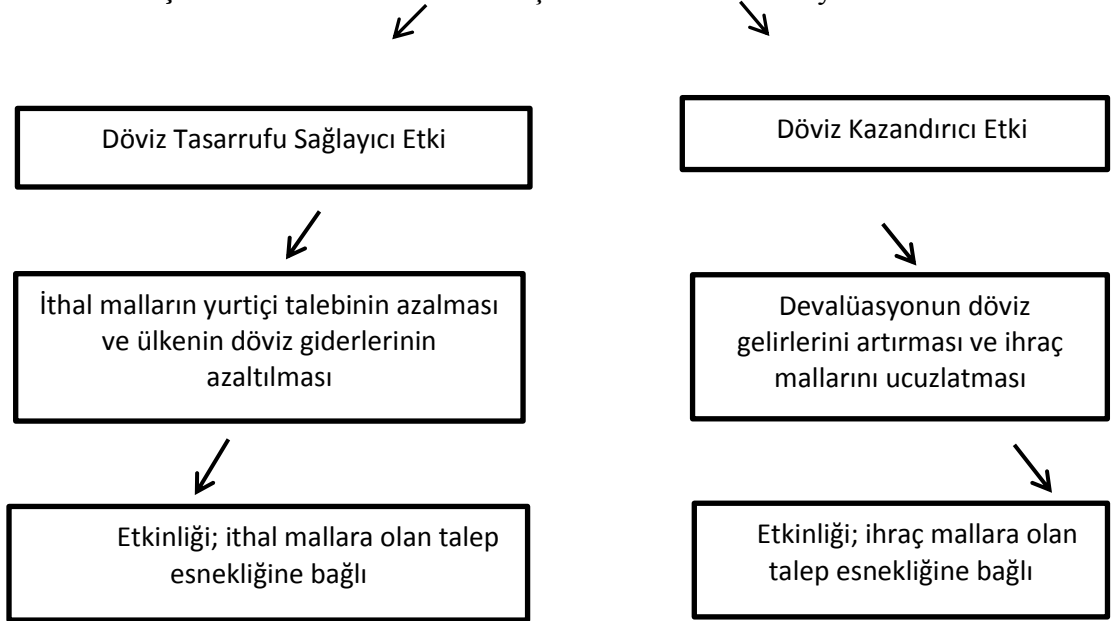 Döviz Tasarrufu Sağlayıcı Etki
Döviz Kazandırıcı Etki
İthal malların yurtiçi talebinin azalması
ve ülkenin döviz giderlerinin
azaltılması
Devalüasyonun döviz
gelirlerini artırması ve ihraç
mallarını ucuzlatması
Etkinliği; ithal mallara olan talep
esnekliğine bağlı
Etkinliği; ihraç mallara olan
talep esnekliğine bağlı